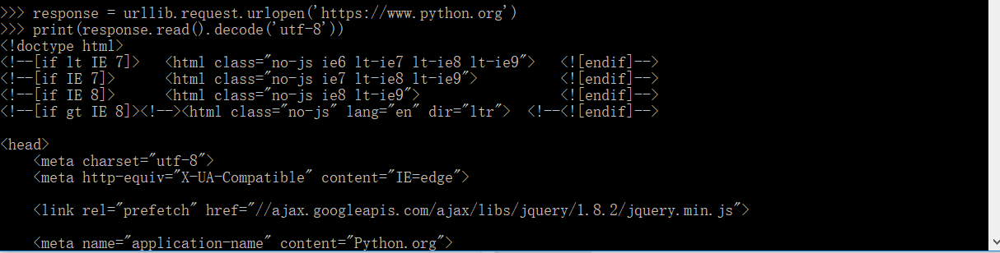 >>> response = urllib.request.urlopen('https://www.python.org')
>>> print(response.read().decode('utf-8'))
<!doctype html>
<!--[if lt IE 7]>   <html class="no-js ie6 lt-ie7 lt-ie8 lt-ie9">   <![endif]-->
<!--[if IE 7]>      <html class="no-js ie7 lt-ie8 lt-ie9">          <![endif]-->
<!--[if IE 8]>      <html class="no-js ie8 lt-ie9">                 <![endif]-->
<!--[if gt IE 8]><!--><html class="no-js" lang="en" dir="ltr">  <!--<![endif]-->
<head>
    <meta charset="utf-8">
    <meta http-equiv="X-UA-Compatible" content="IE=edge">
    <link rel="prefetch" href="//ajax.googleapis.com/ajax/libs/jquery/1.8.2/jquery.min.js">
    <meta name="application-name" content="Python.org">